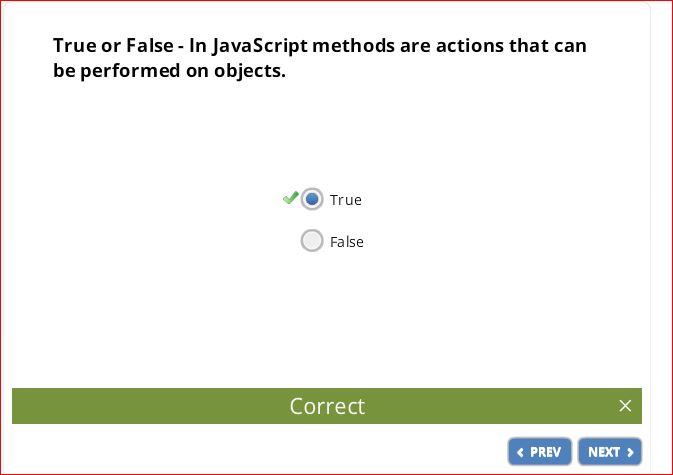 True or False - In JavaScript methods are actions that can
be performed on objects.
True
False
Correct
PREV
NEXT